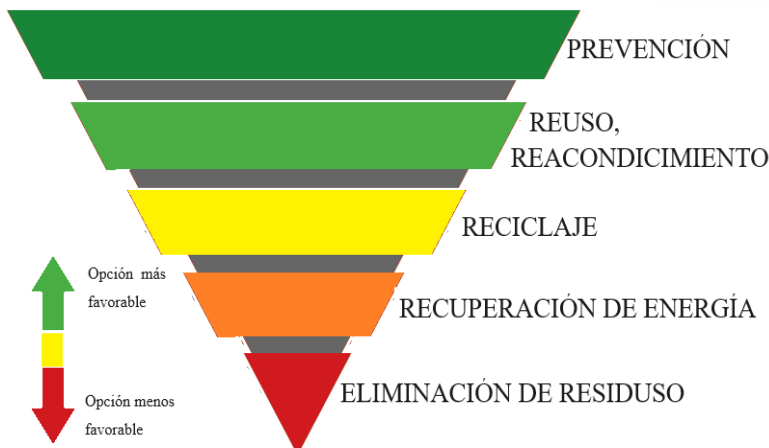 PREVENCIÓN
REUSO,
REACONDICIMIENTO
RECICLAJE
Opción más
favorable
RECUPERACIÓN DE ENERGÍA
ELIMINACIÓN DE RESIDUSO
Opción menos
favorable